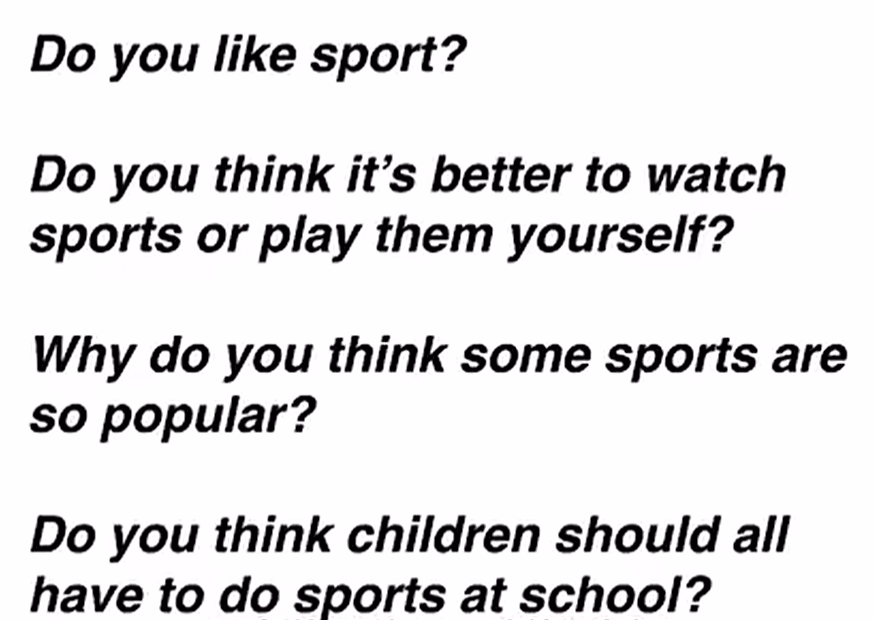 Do you like sport?
Do you think it’s better to watch
sports or play them yourself?
Why do you think some sports are
so popular?
Do you think children should all
have to do sports at school?